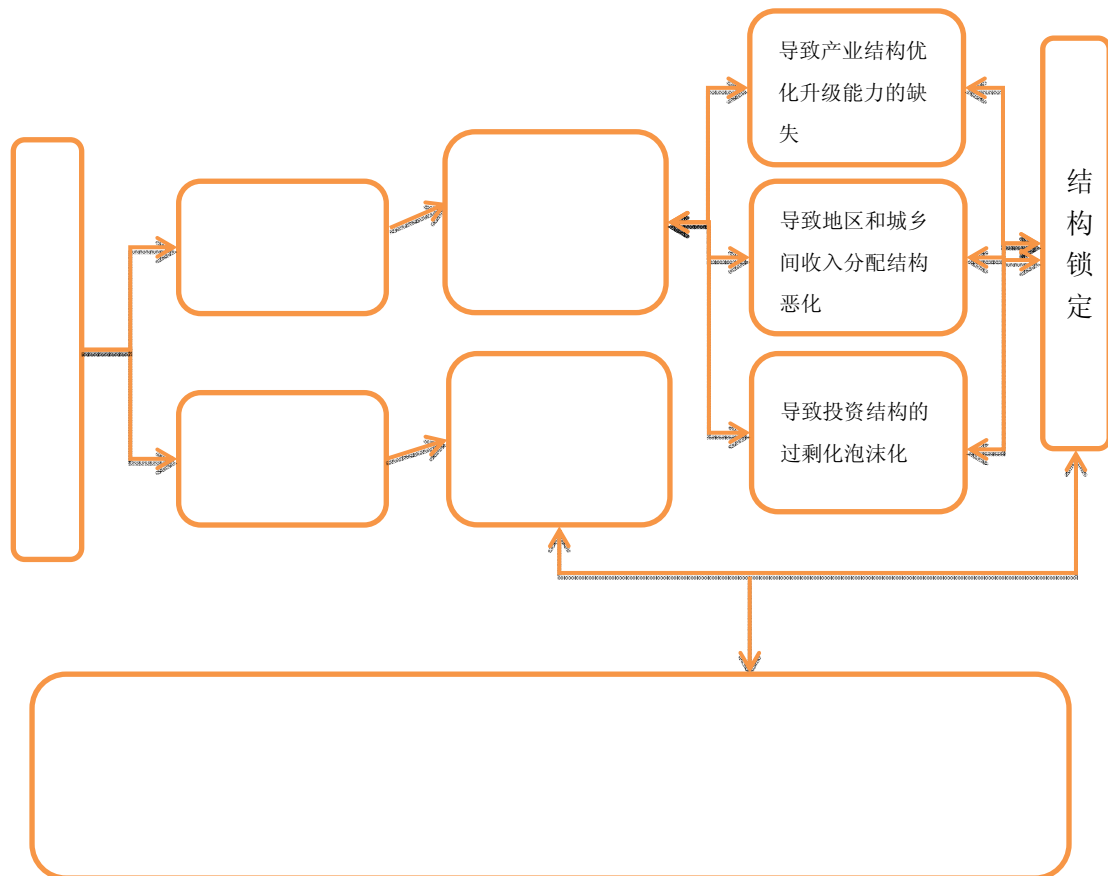 导致产业结构优
化升级能力的缺
失
导致地区和城乡
间收入分配结构
恶化
导致投资结构的
过剩化泡沫化
结构锁定